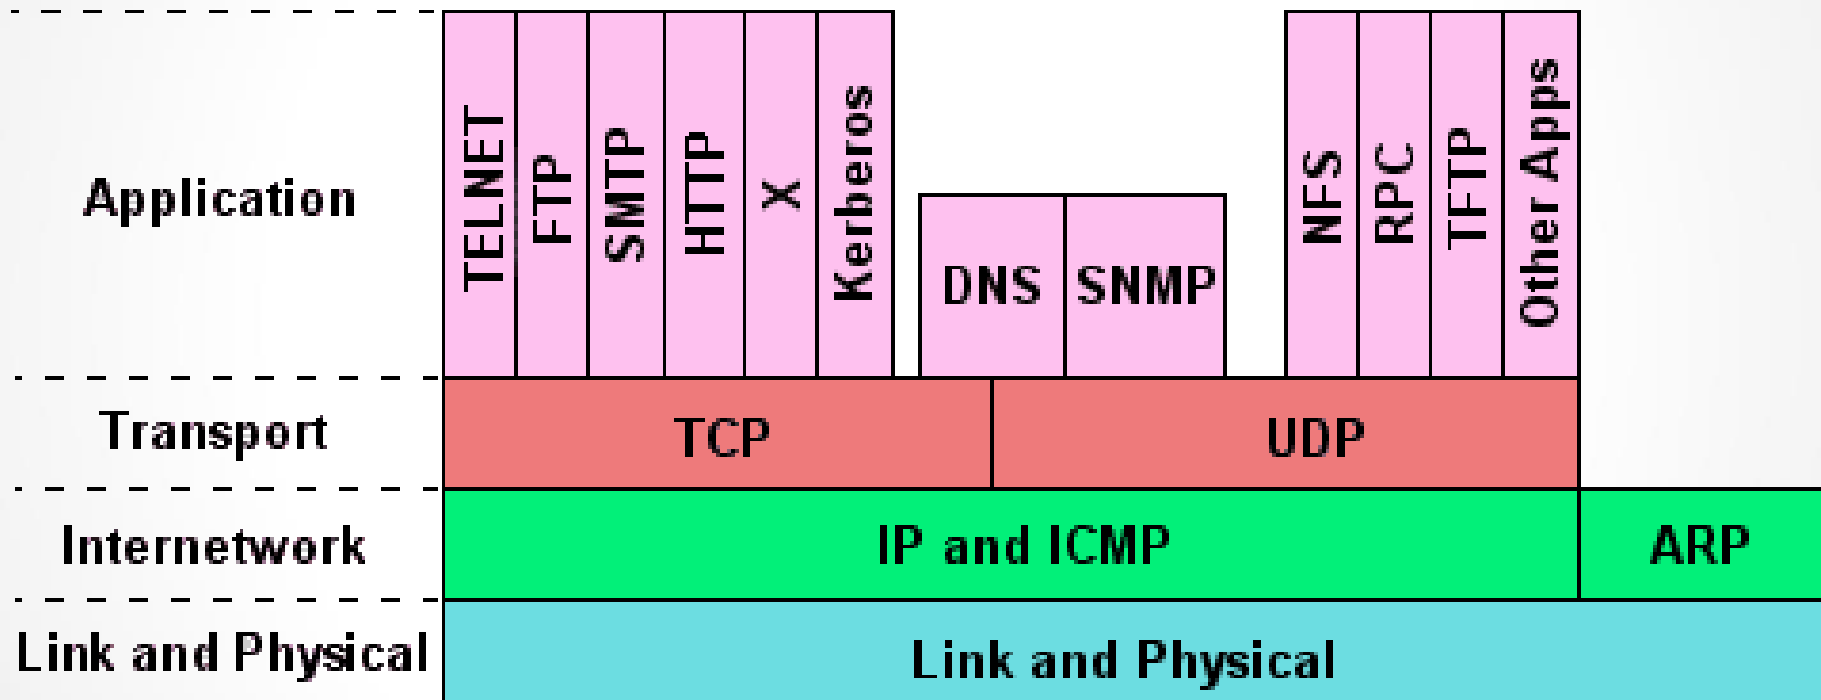 Application
TELNET
FTP
SMTP
HTTP
X
Kerberos
DNS
SNMP
NFS
RPC
TFTP
Other Apps
Transport
TCP
UDP
Internetwork
IP and ICMP
ARP
Link and Physical
Link and Physical